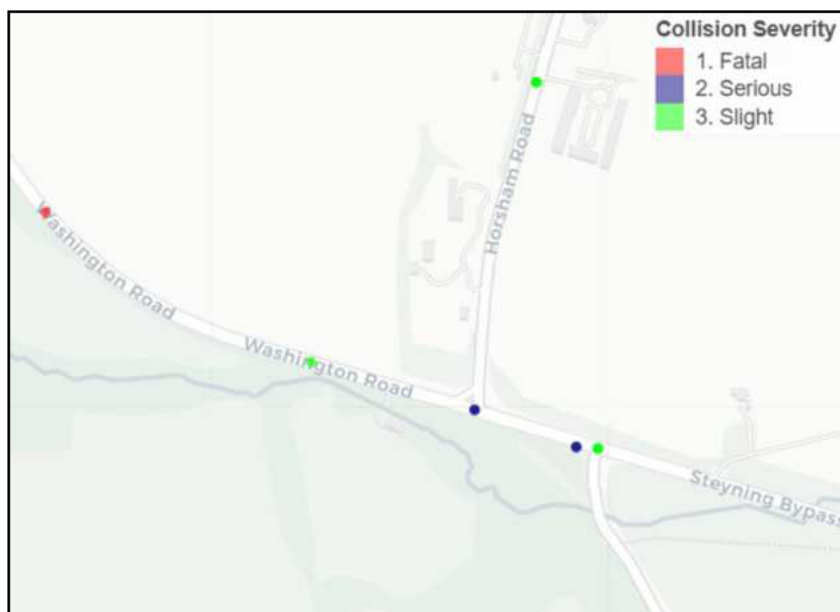 Collision Severity
1. Fatal
2. Serious
3. Slight
Horsham Road
Washington Road
Washington Road
Steyning Bypass